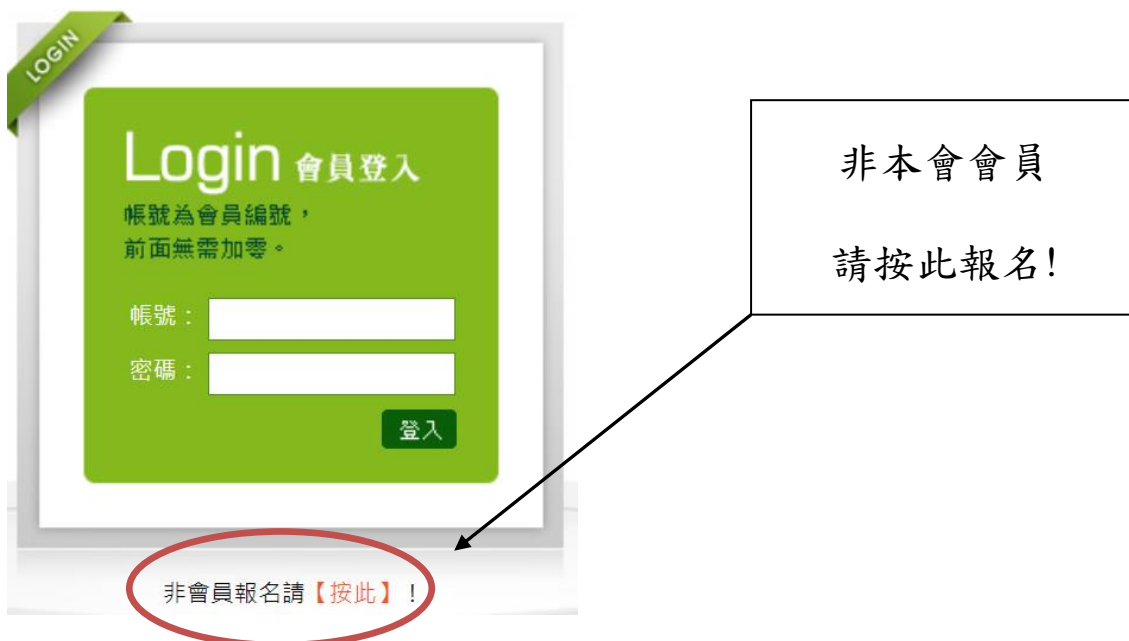 LOGIN
Login 會員登入
帳號為會員編號，
前面無需加零。
帳號：
密碼：
登入
非會員報名請【按此】！
非本會會員
請按此報名!